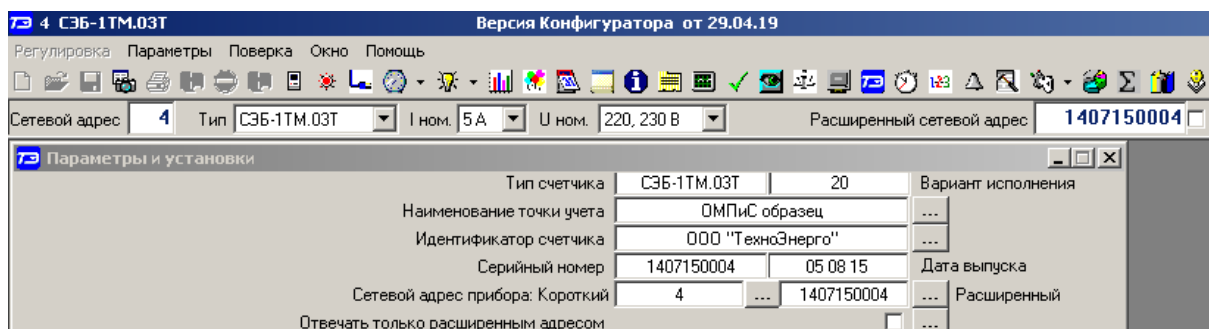 ТЭ 4 СЭБ-1ТМ.03Т Версия Конфигуратора от 29.04.19
Регулировка Параметры Поверка Окно Помощь
Сетевой адрес 4 Тип СЭБ-1ТМ.03Т I ном. 5 А U ном. 220, 230 В Расширенный сетевой адрес 1407150004
ТЭ Параметры и установки
Тип счетчика СЭБ-1ТМ.03Т 20 Вариант исполнения
Наименование точки учета ОМПиС образец ...
Идентификатор счетчика ООО "ТехноЭнерго" ...
Серийный номер 1407150004 05 08 15 Дата выпуска
Сетевой адрес прибора: Короткий 4 ... 1407150004 ... Расширенный
Отвечать только расширенным адресом ...